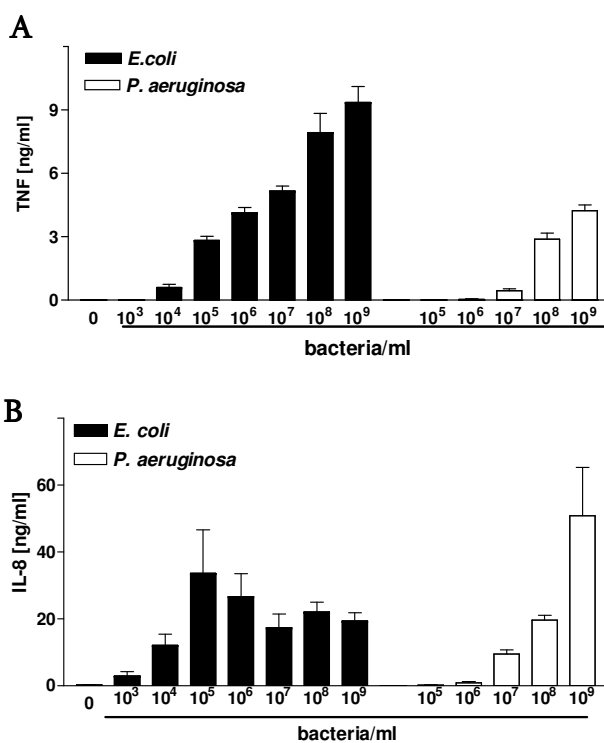 A
E.coli
P. aeruginosa
TNF [ng/ml]
9
6
3
0
0 10³ 10⁴ 10⁵ 10⁶ 10⁷ 10⁸ 10⁹ 10⁵ 10⁶ 10⁷ 10⁸ 10⁹
bacteria/ml
B
E. coli
P. aeruginosa
IL-8 [ng/ml]
60
40
20
0
0 10³ 10⁴ 10⁵ 10⁶ 10⁷ 10⁸ 10⁹ 10⁵ 10⁶ 10⁷ 10⁸ 10⁹
bacteria/ml